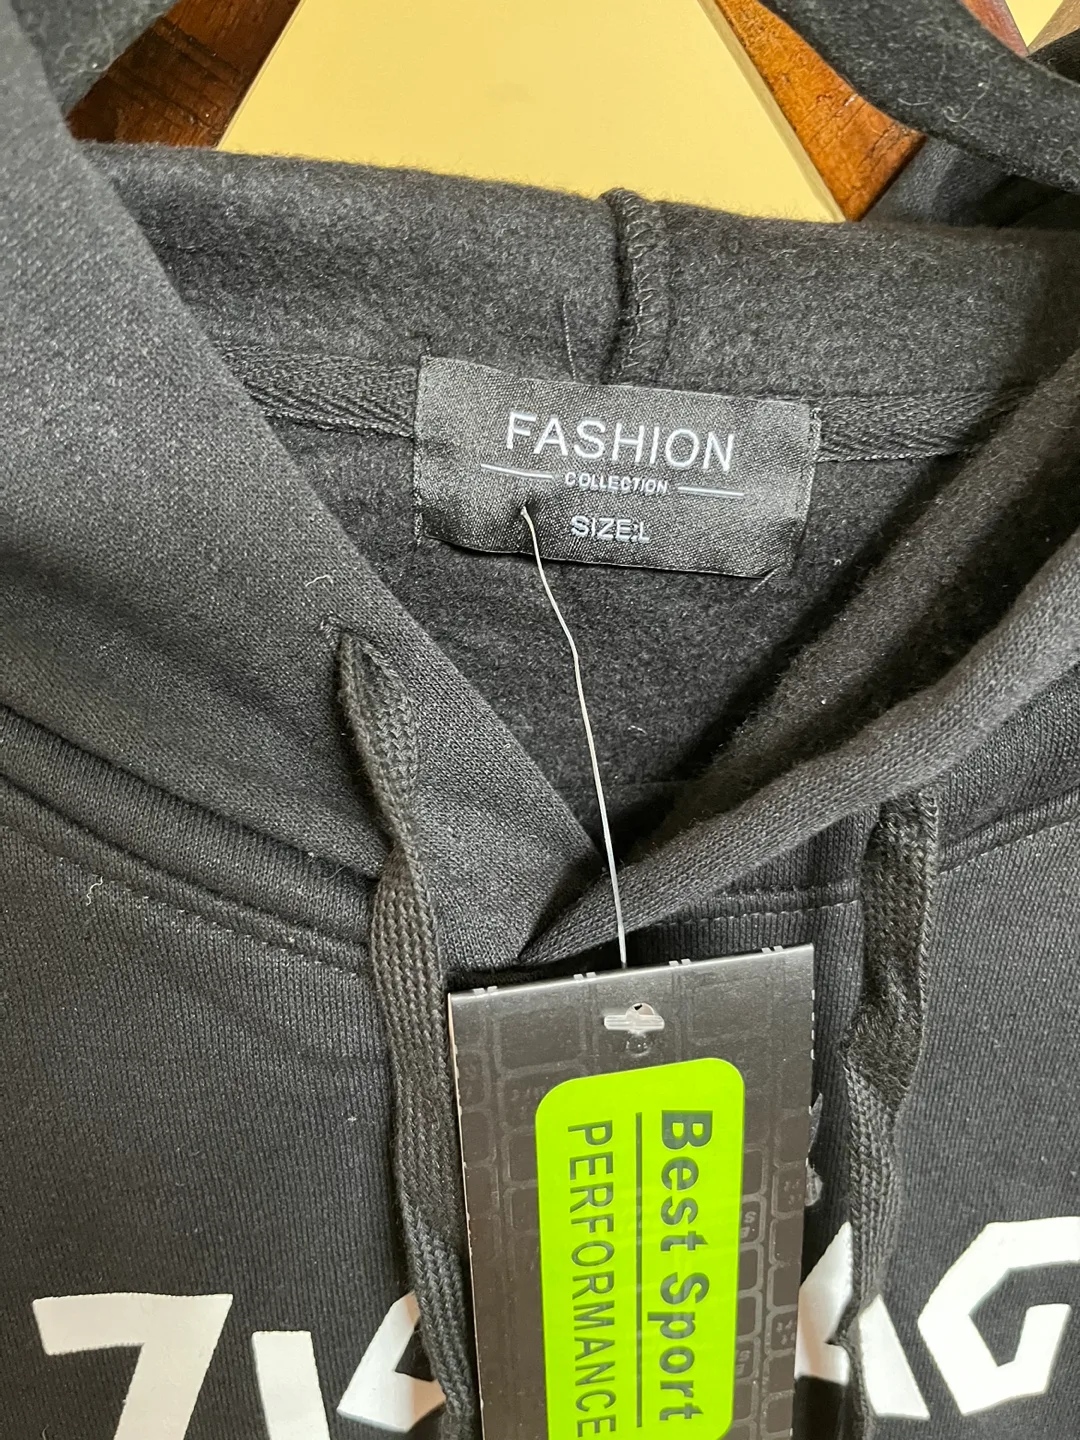 FASHION
COLLECTION
SIZE:L
Best Sport
PERFORMANCE